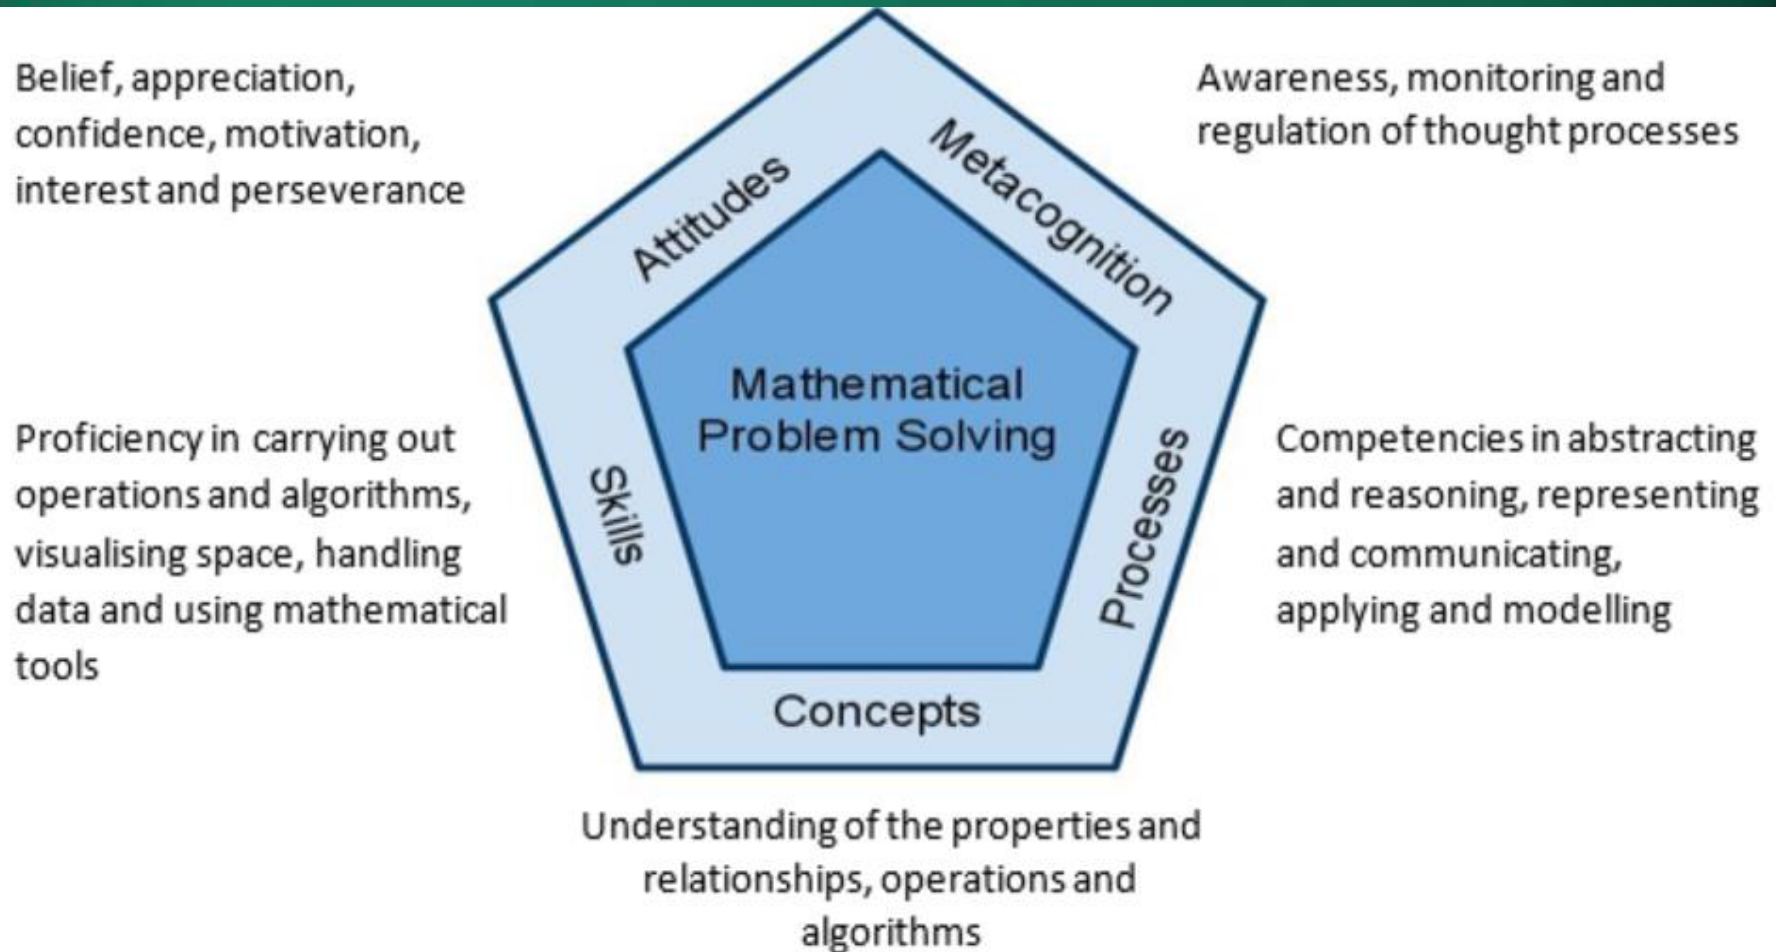 Belief, appreciation,
confidence, motivation,
interest and perseverance
Awareness, monitoring and
regulation of thought processes
Attitudes
Metacognition
Mathematical
Problem Solving
Proficiency in carrying out
operations and algorithms,
visualising space, handling
data and using mathematical
tools
Skills
Processes
Competencies in abstracting
and reasoning, representing
and communicating,
applying and modelling
Concepts
Understanding of the properties and
relationships, operations and
algorithms